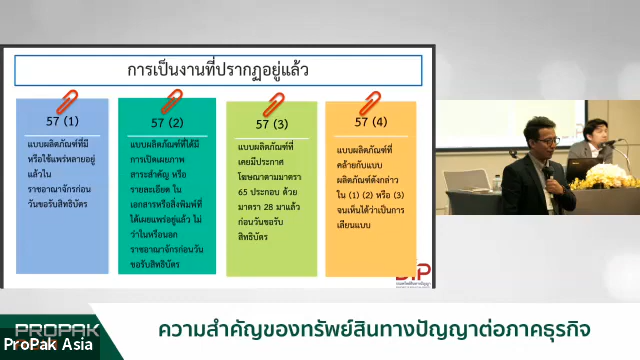 การเป็นงานที่ปรากฏอยู่แล้ว
57 (1)
แบบผลิตภัณฑ์ที่มี
หรือใช้แพร่หลายอยู่
แล้วใน
ราชอาณาจักรก่อน
วันขอรับสิทธิบัตร
57 (2)
แบบผลิตภัณฑ์ที่ได้มี
การเปิดเผยภาพ
สาระสำคัญ หรือ
รายละเอียด ใน
เอกสารหรือสิ่งพิมพ์ที่
ได้เผยแพร่อยู่แล้ว ไม่
ว่าในหรือนอก
ราชอาณาจักรก่อนวัน
ขอรับสิทธิบัตร
57 (3)
แบบผลิตภัณฑ์ที่
เคยมีประกาศ
โฆษณาตามมาตรา
65 ประกอบ ด้วย
มาตรา 28 มาแล้ว
ก่อนวันขอรับ
สิทธิบัตร
57 (4)
แบบผลิตภัณฑ์ที่
คล้ายกับแบบ
ผลิตภัณฑ์ดังกล่าว
ใน (1) (2) หรือ (3)
จนเห็นได้ว่าเป็นการ
เลียนแบบ
DIP
กรมทรัพย์สินทางปัญญา
PROPAK
ProPak Asia
ความสำคัญของทรัพย์สินทางปัญญาต่อภาคธุรกิจ